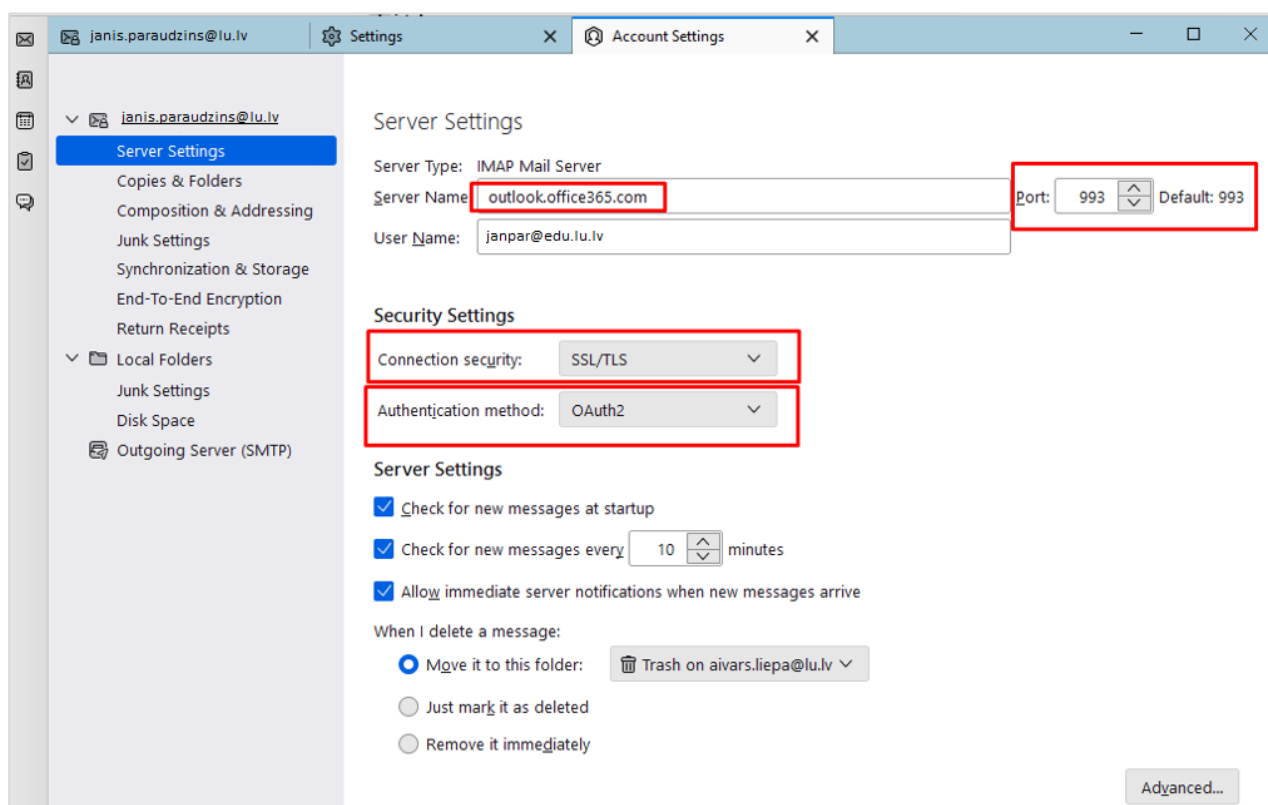 janis.paraudzins@lu.lv Settings Account Settings
janis.paraudzins@lu.lv
Server Settings
Copies & Folders
Composition & Addressing
Junk Settings
Synchronization & Storage
End-To-End Encryption
Return Receipts
Local Folders
Junk Settings
Disk Space
Outgoing Server (SMTP)
Server Settings
Server Type: IMAP Mail Server
Server Name outlook.office365.com Port: 993 Default: 993
User Name: janpar@edu.lu.lv
Security Settings
Connection security: SSL/TLS
Authentication method: OAuth2
Server Settings
Check for new messages at startup
Check for new messages every 10 minutes
Allow immediate server notifications when new messages arrive
When I delete a message:
Move it to this folder: Trash on aivars.liepa@lu.lv
Just mark it as deleted
Remove it immediately
Advanced...